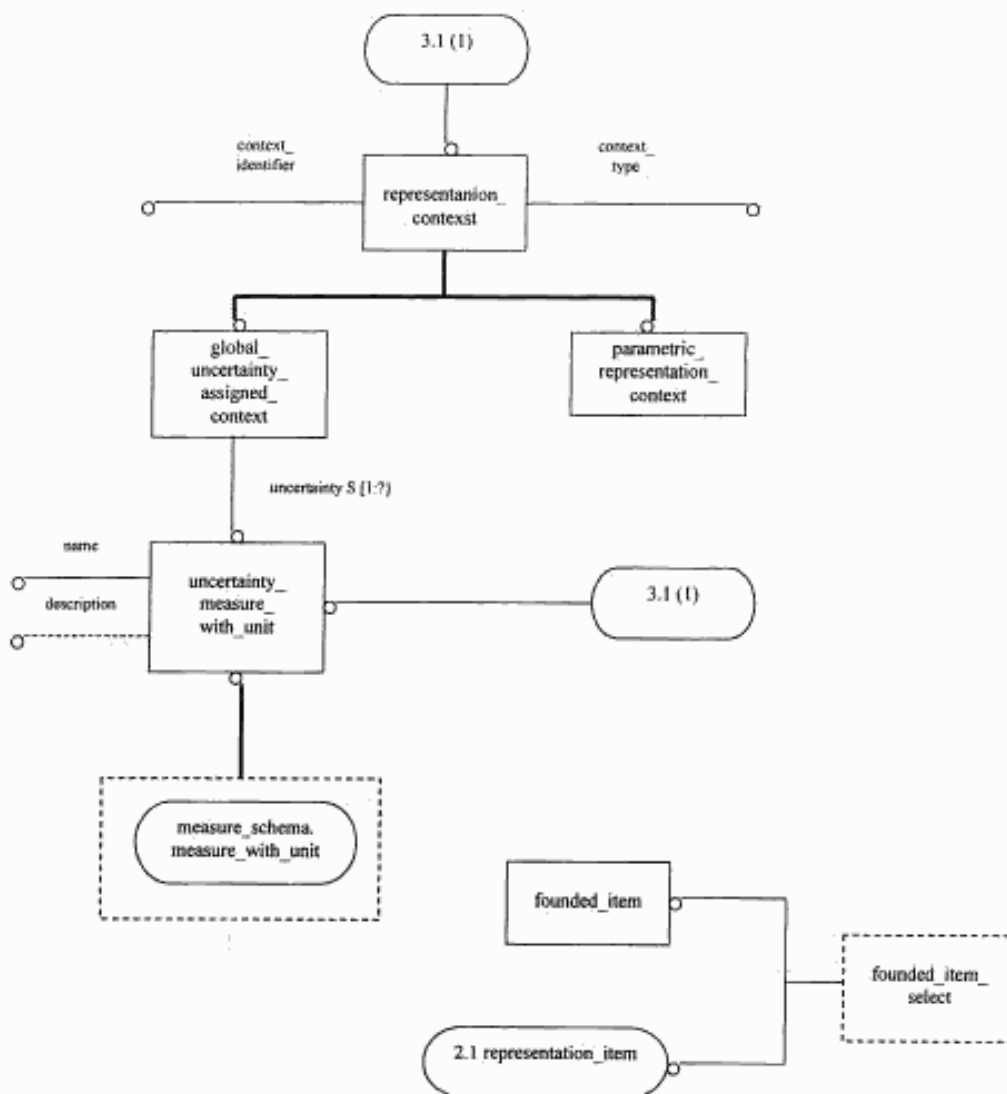 3.1 (1)
context_
identifier
context_
type
representanion_
contexst
global_
uncertainty_
assigned_
context
parametric_
representation_
context
uncertainty S [1:?)
name
description
uncertainty_
measure_
with_unit
3.1 (1)
measure_schema.
measure_with_unit
founded_item
founded_item_
select
2.1 representation_item